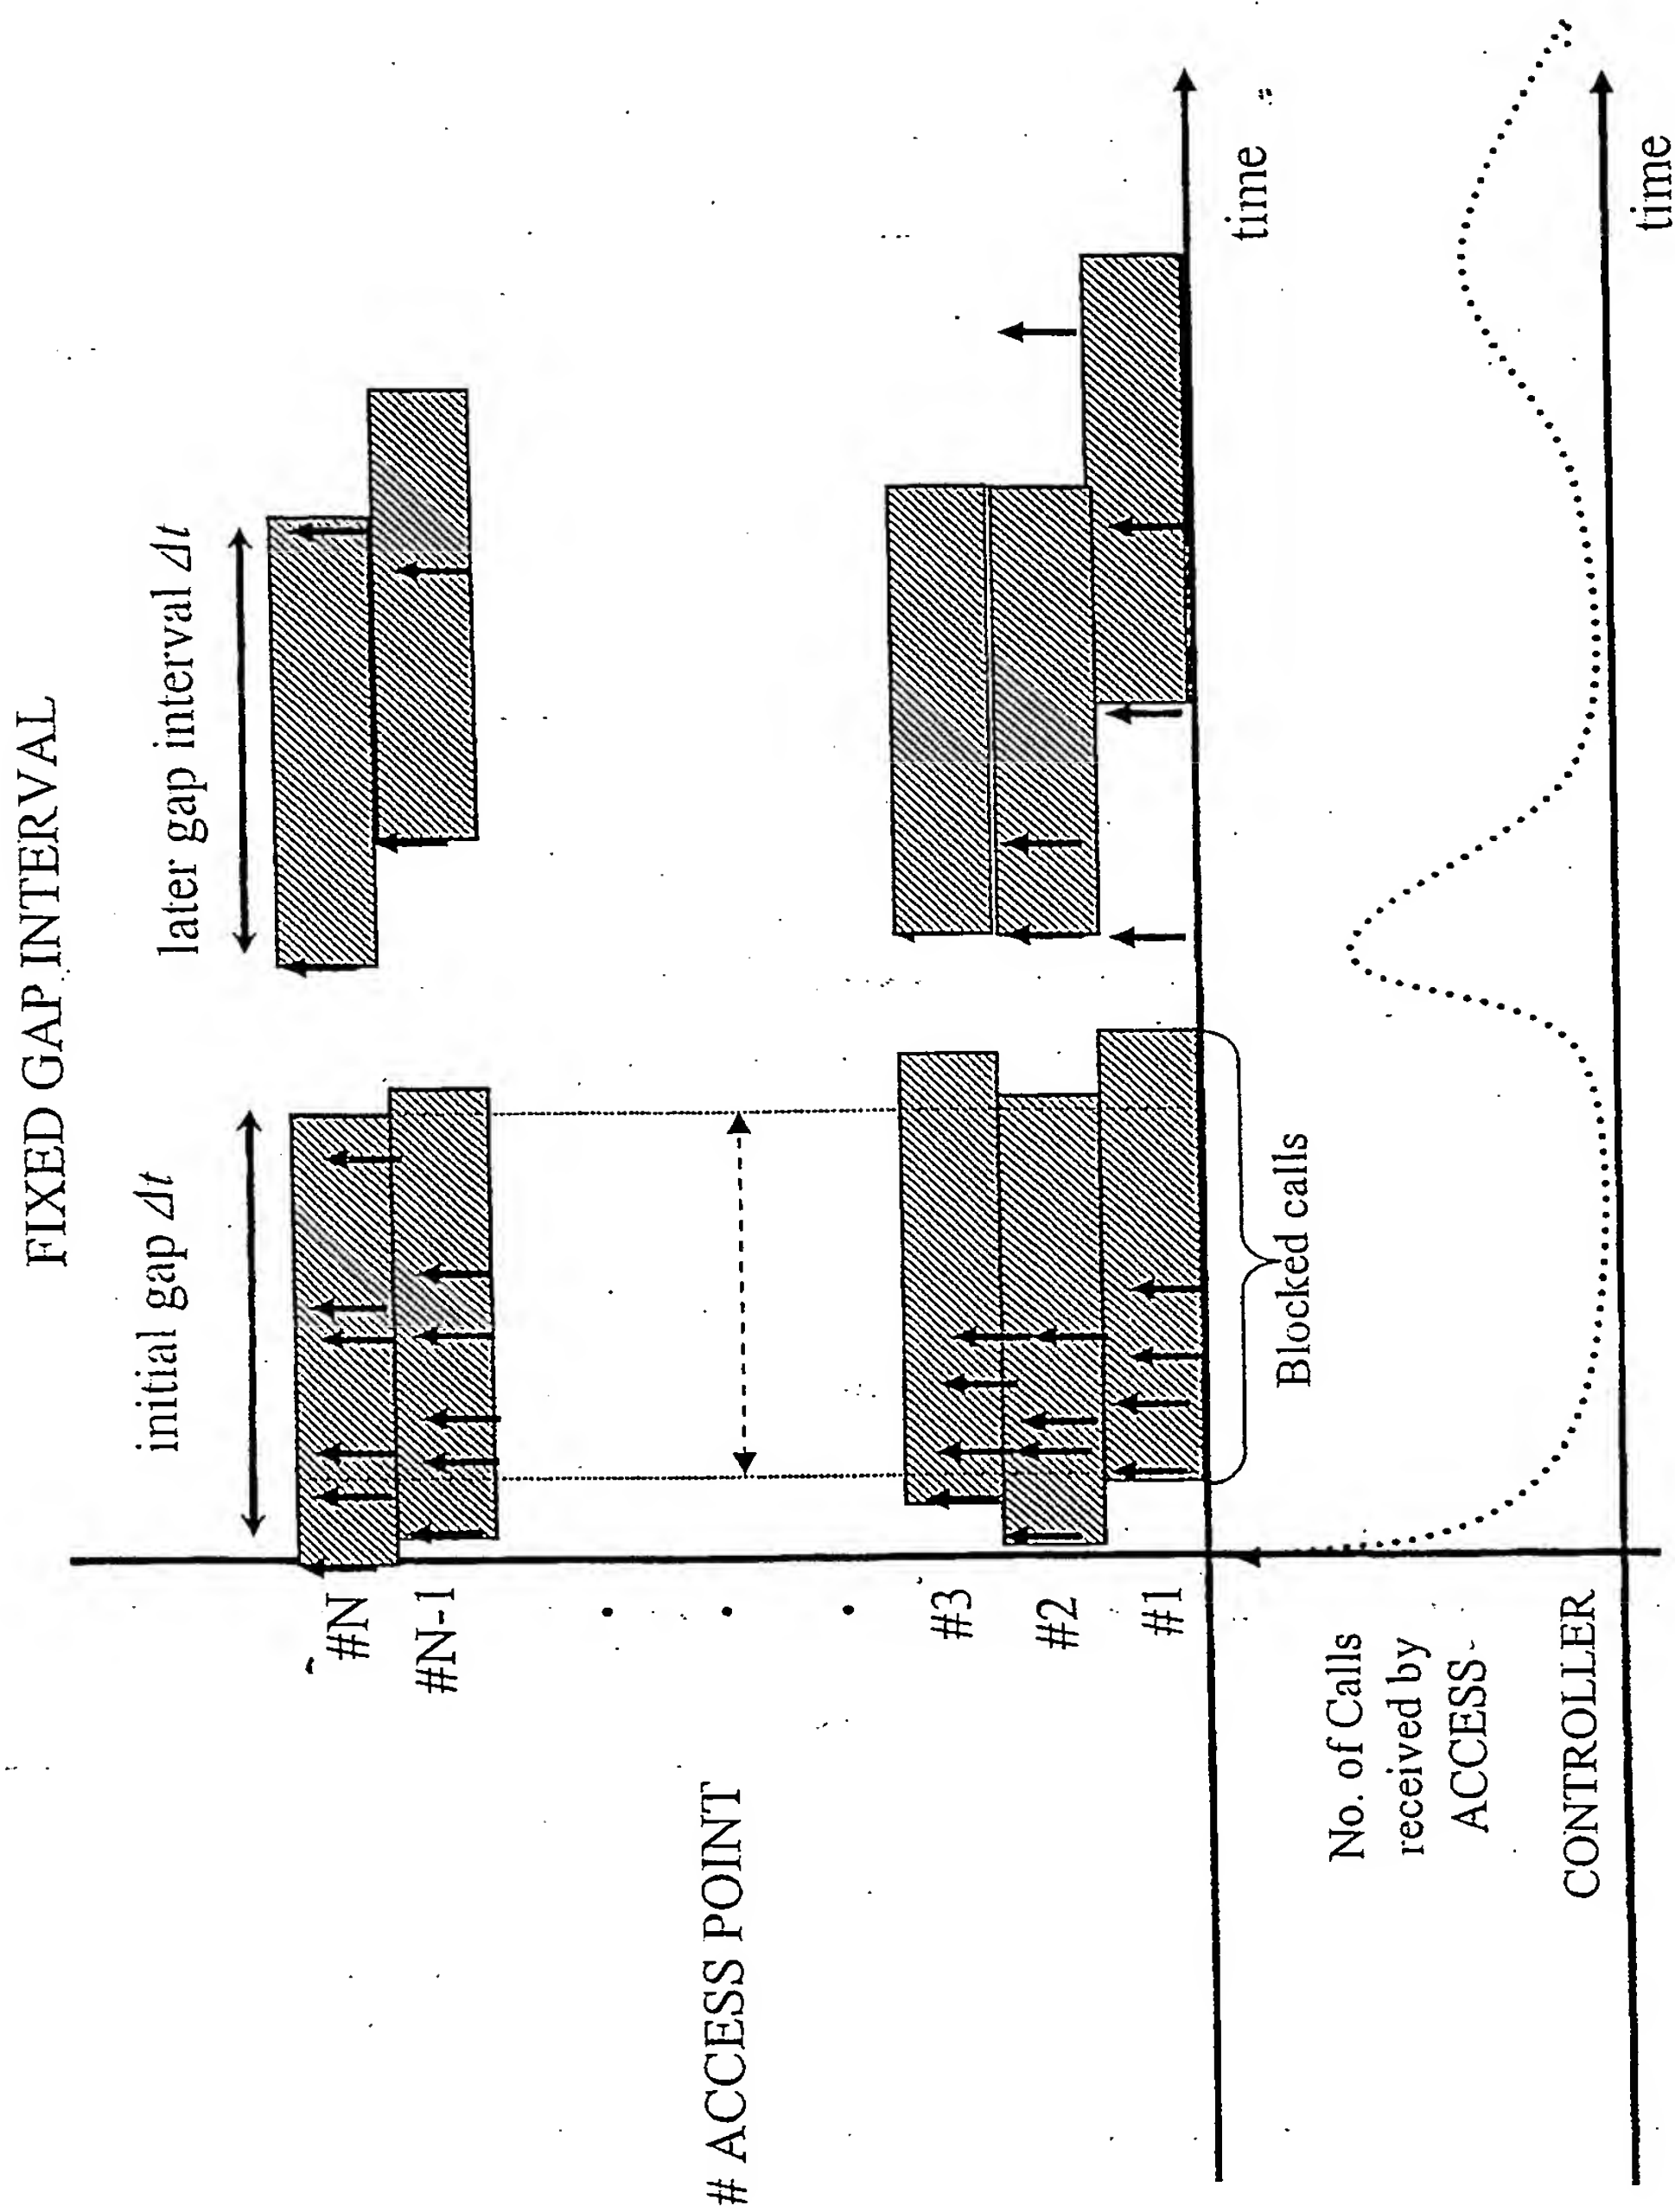 FIXED GAP INTERVAL
initial gap Δt
later gap interval Δt
#N
#N-1
# ACCESS POINT
#3
#2
#1
time
Blocked calls
No. of Calls
received by
ACCESS
CONTROLLER
time